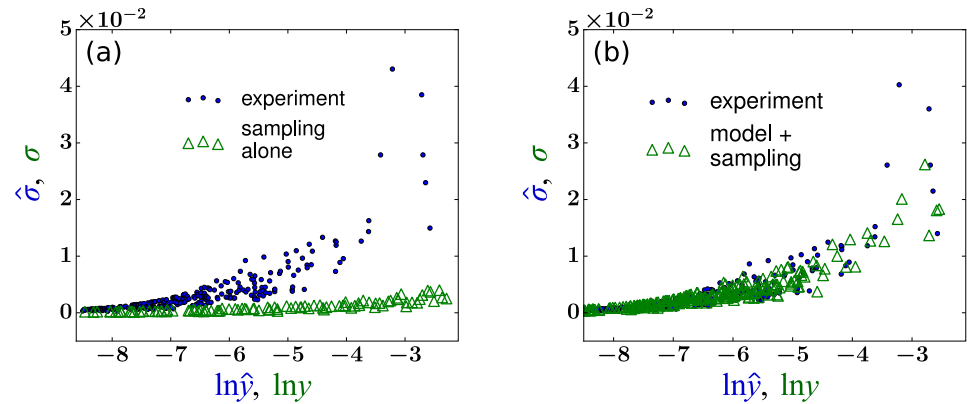 5 ×10⁻²
(a)
4
3
2
1
0
experiment
sampling
alone
σ̂, σ
−8 −7 −6 −5 −4 −3
lnŷ, lny
5 ×10⁻²
(b)
4
3
2
1
0
experiment
model +
sampling
σ̂, σ
−8 −7 −6 −5 −4 −3
lnŷ, lny